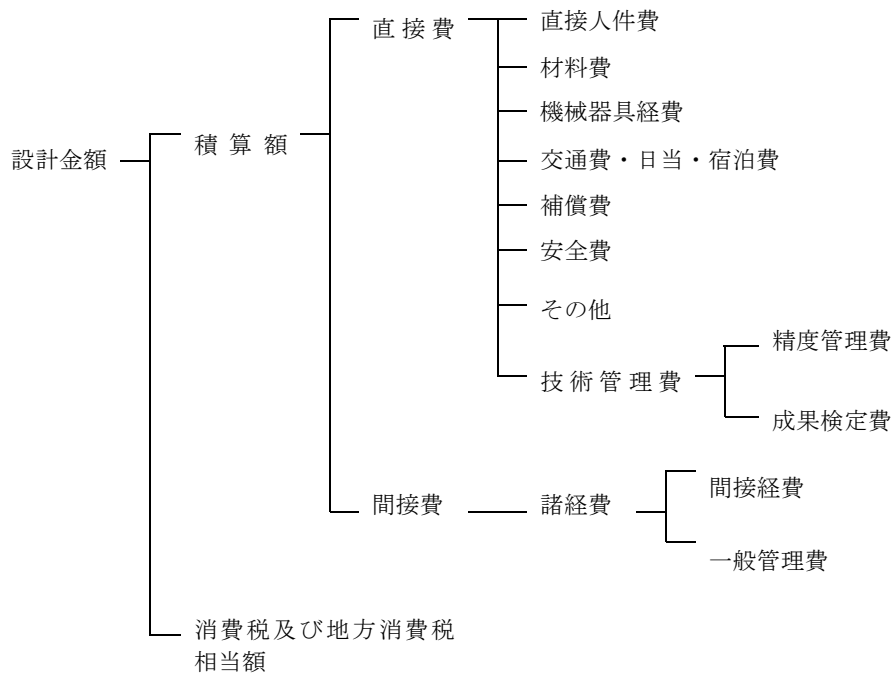 直接費
直接人件費
材料費
機械器具経費
積算額
設計金額
交通費・日当・宿泊費
補償費
安全費
その他
精度管理費
技術管理費
成果検定費
間接経費
間接費
諸経費
一般管理費
消費税及び地方消費税
相当額